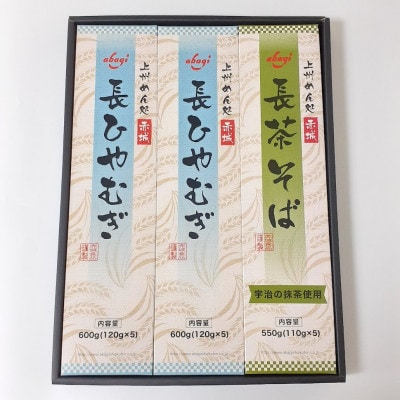 abagi
上州めん処
赤城
長ひやむぎ
内容量
600g(120g×5)
abagi
上州めん処
赤城
長ひやむぎ
内容量
600g(120g×5)
abagi
上州めん処
赤城
長茶そば
宇治の抹茶使用
内容量
550g(110g×5)